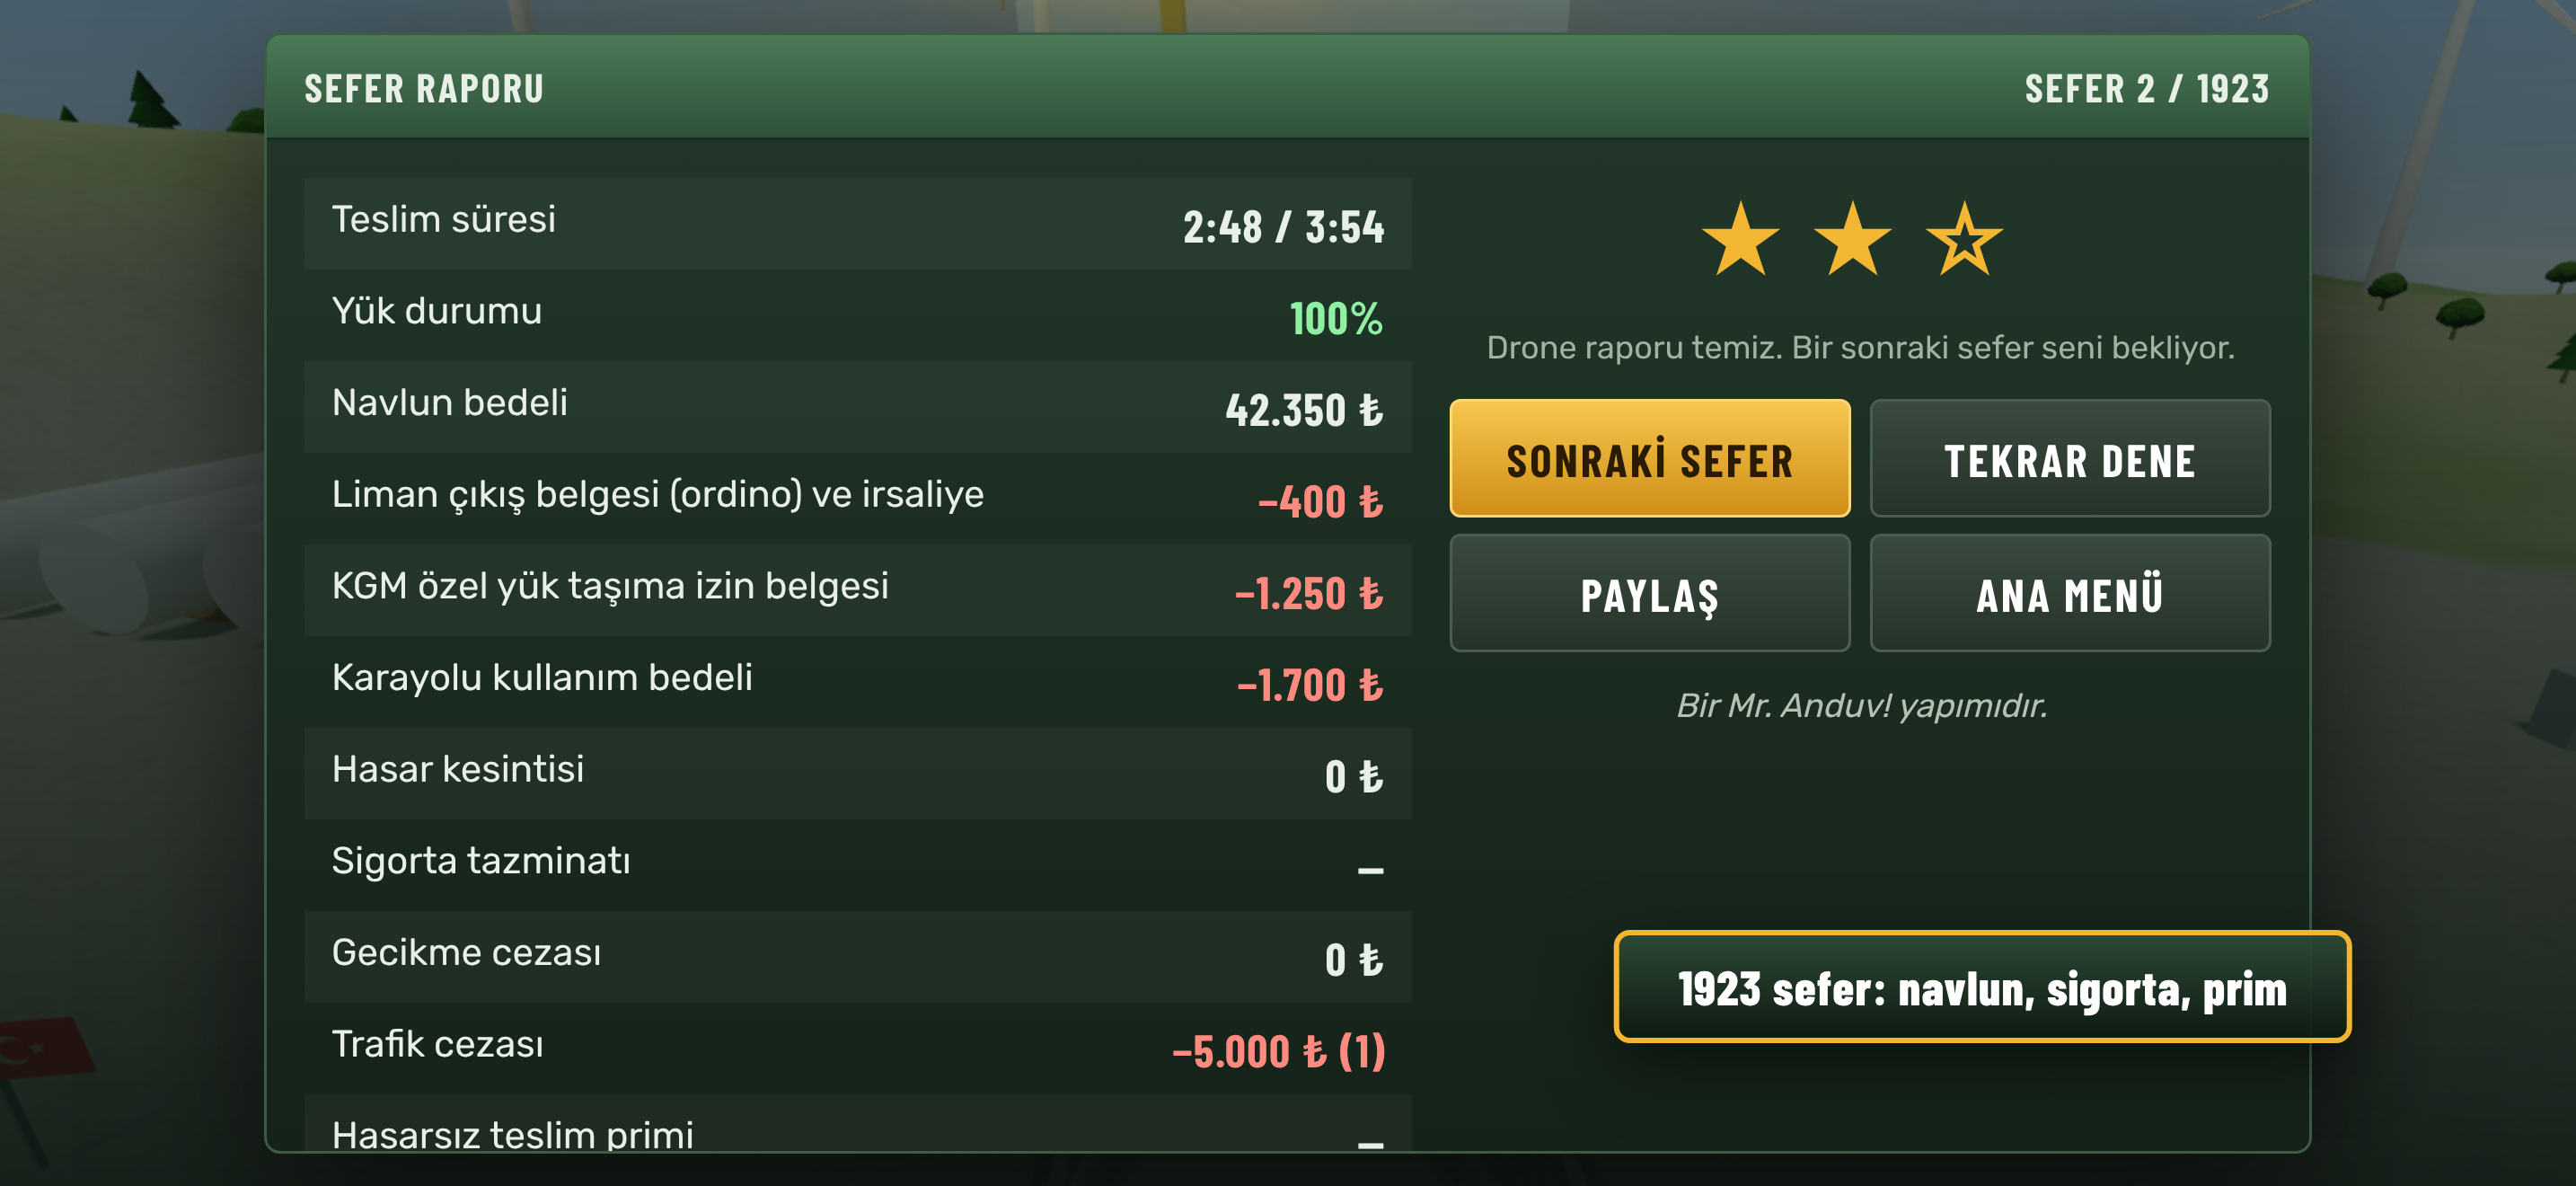 SEFER RAPORU
SEFER 2 / 1923
Teslim süresi 2:48 / 3:54
Yük durumu 100%
Navlun bedeli 42.350 ₺
Liman çıkış belgesi (ordino) ve irsaliye −400 ₺
KGM özel yük taşıma izin belgesi −1.250 ₺
Karayolu kullanım bedeli −1.700 ₺
Hasar kesintisi 0 ₺
Sigorta tazminatı –
Gecikme cezası 0 ₺
Trafik cezası −5.000 ₺ (1)
Hasarsız teslim primi –
★ ★ ☆
Drone raporu temiz. Bir sonraki sefer seni bekliyor.
SONRAKİ SEFER
TEKRAR DENE
PAYLAŞ
ANA MENÜ
Bir Mr. Anduv! yapımıdır.
1923 sefer: navlun, sigorta, prim